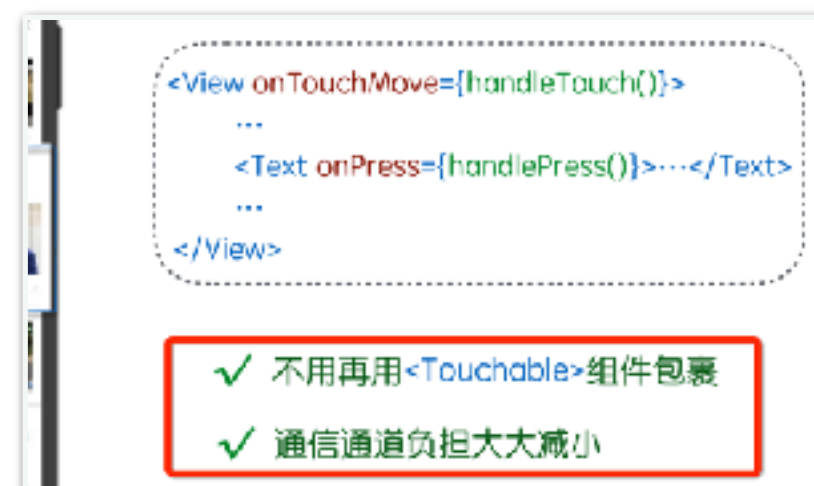 <View onTouchMove={handleTouch()}>
...
<Text onPress={handlePress()}>...</Text>
...
</View>
✓ 不用再用<Touchable>组件包裹
✓ 通信通道负担大大减小